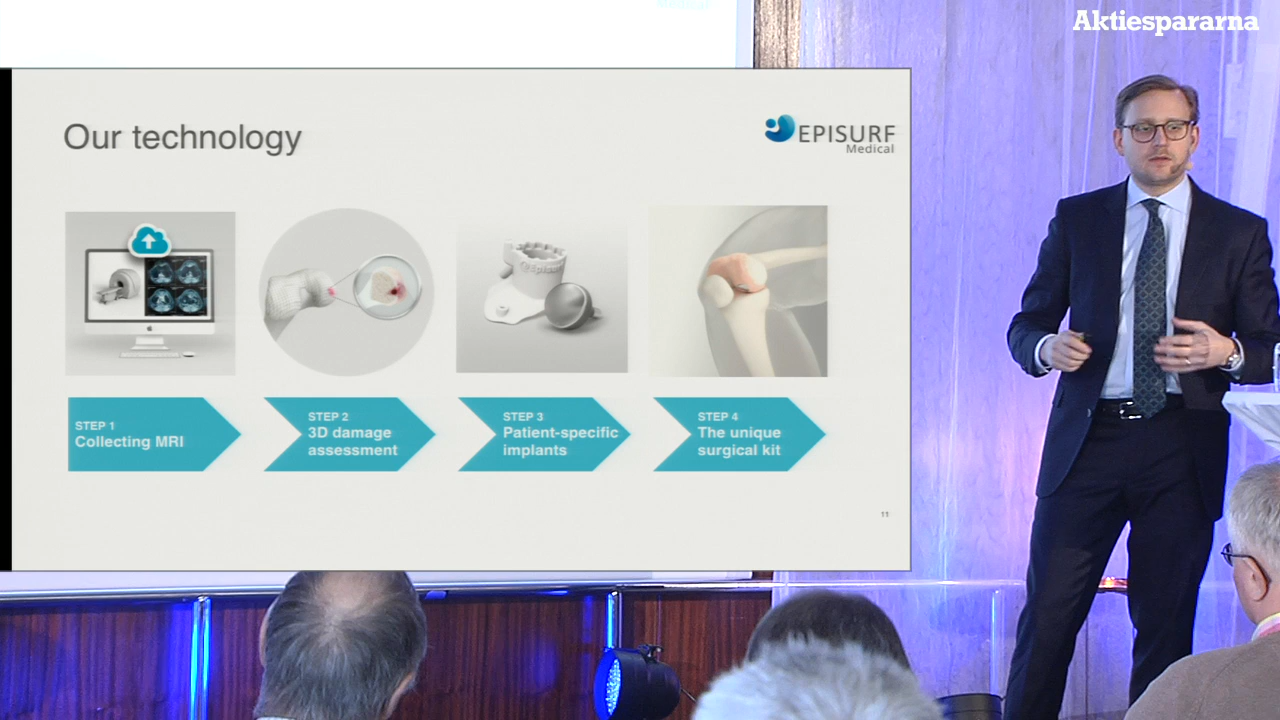 Aktiespararna
Our technology
EPISURF
Medical
episurf
STEP 1
Collecting MRI
STEP 2
3D damage
assessment
STEP 3
Patient-specific
implants
STEP 4
The unique
surgical kit
11